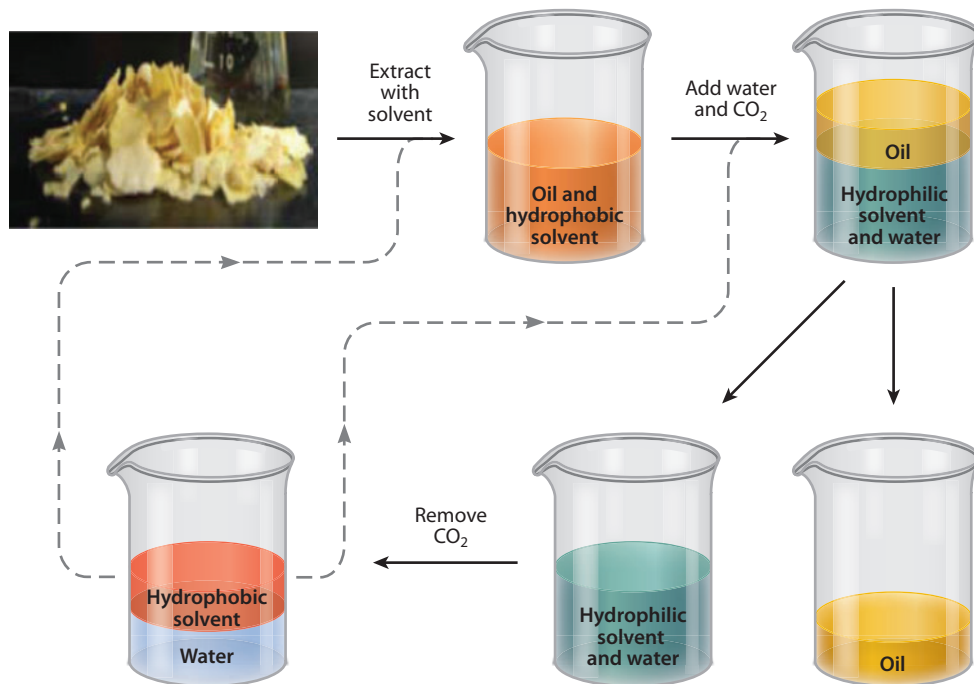 10
Extract
with
solvent
Oil and
hydrophobic
solvent
Add water
and CO₂
Oil
Hydrophilic
solvent
and water
Hydrophobic
solvent
Water
Remove
CO₂
Hydrophilic
solvent
and water
Oil